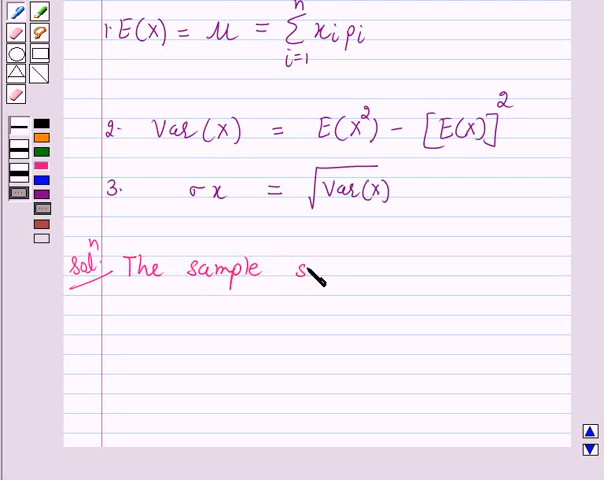 1. E(X) = μ = n∑i=1 xipi
2. Var(X) = E(X²) - [E(X)]²
3. σx = √Var(X)
Solⁿ: The sample s